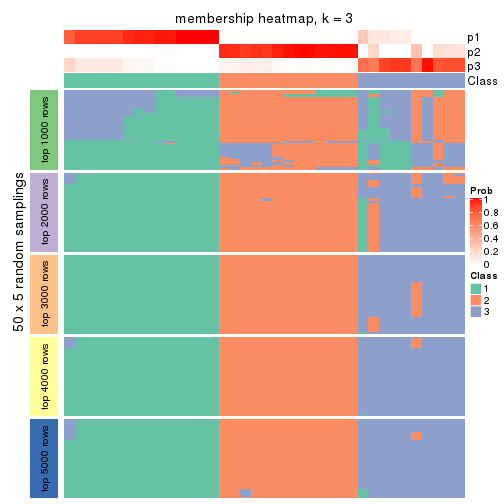 membership heatmap, k = 3
p1
p2
p3
Class
50 x 5 random samplings
top 1000 rows
top 2000 rows
top 3000 rows
top 4000 rows
top 5000 rows
Prob
1
0.8
0.6
0.4
0.2
0
Class
1
2
3